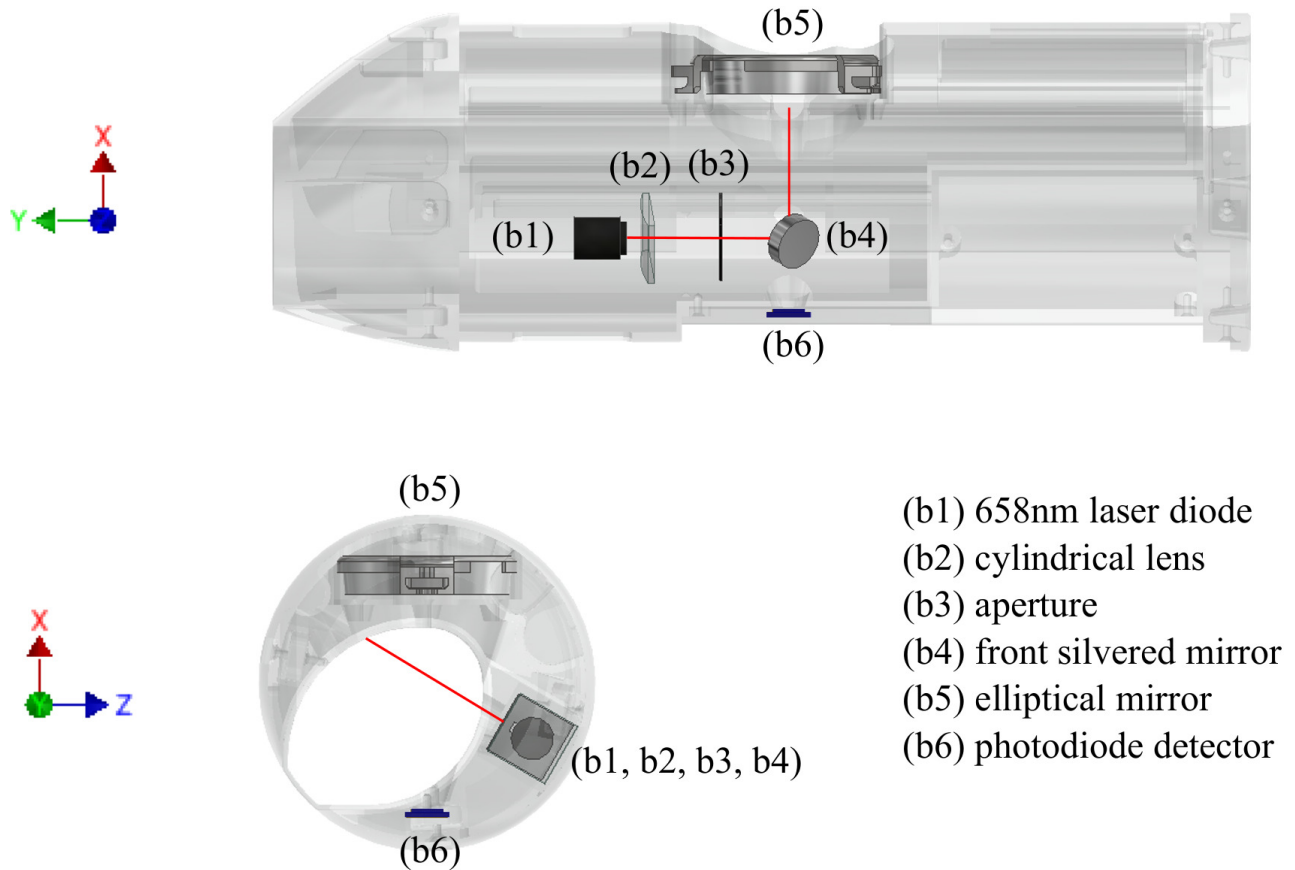 (b5)
X
(b2) (b3)
Y
(b1)
(b4)
(b6)
(b5)
X
Y Z
(b1, b2, b3, b4)
(b6)
(b1) 658nm laser diode
(b2) cylindrical lens
(b3) aperture
(b4) front silvered mirror
(b5) elliptical mirror
(b6) photodiode detector